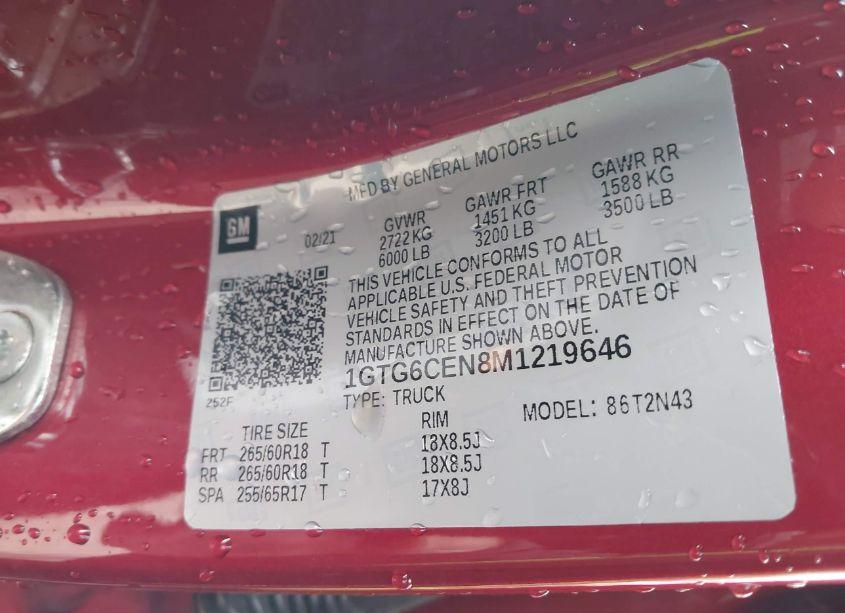 MFD BY GENERAL MOTORS LLC
GM
02/21
GVWR GAWR FRT GAWR RR
2722 KG 1451 KG 1588 KG
6000 LB 3200 LB 3500 LB
THIS VEHICLE CONFORMS TO ALL
APPLICABLE U.S. FEDERAL MOTOR
VEHICLE SAFETY AND THEFT PREVENTION
STANDARDS IN EFFECT ON THE DATE OF
MANUFACTURE SHOWN ABOVE.
1GTG6CEN8M1219646
252F
TYPE: TRUCK
MODEL: 86T2N43
TIRE SIZE RIM
FRT 265/60R18 T 18X8.5J
RR 265/60R18 T 18X8.5J
SPA 255/65R17 T 17X8J